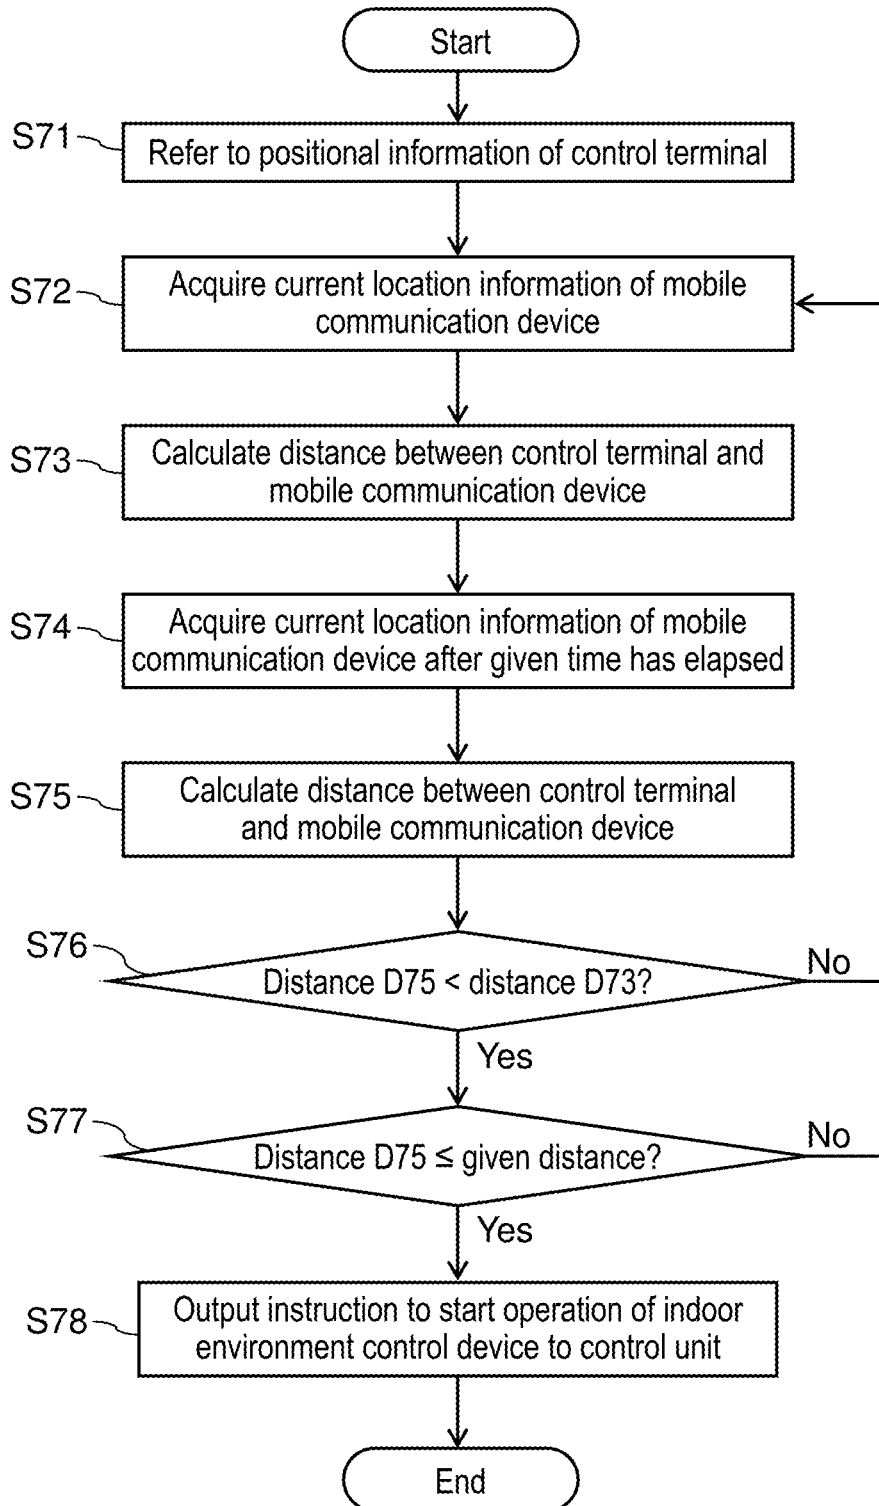 Start
S71
Refer to positional information of control terminal
S72
Acquire current location information of mobile
communication device
S73
Calculate distance between control terminal and
mobile communication device
S74
Acquire current location information of mobile
communication device after given time has elapsed
S75
Calculate distance between control terminal
and mobile communication device
S76
Distance D75 < distance D73?
No
Yes
S77
Distance D75 ≤ given distance?
No
Yes
S78
Output instruction to start operation of indoor
environment control device to control unit
End